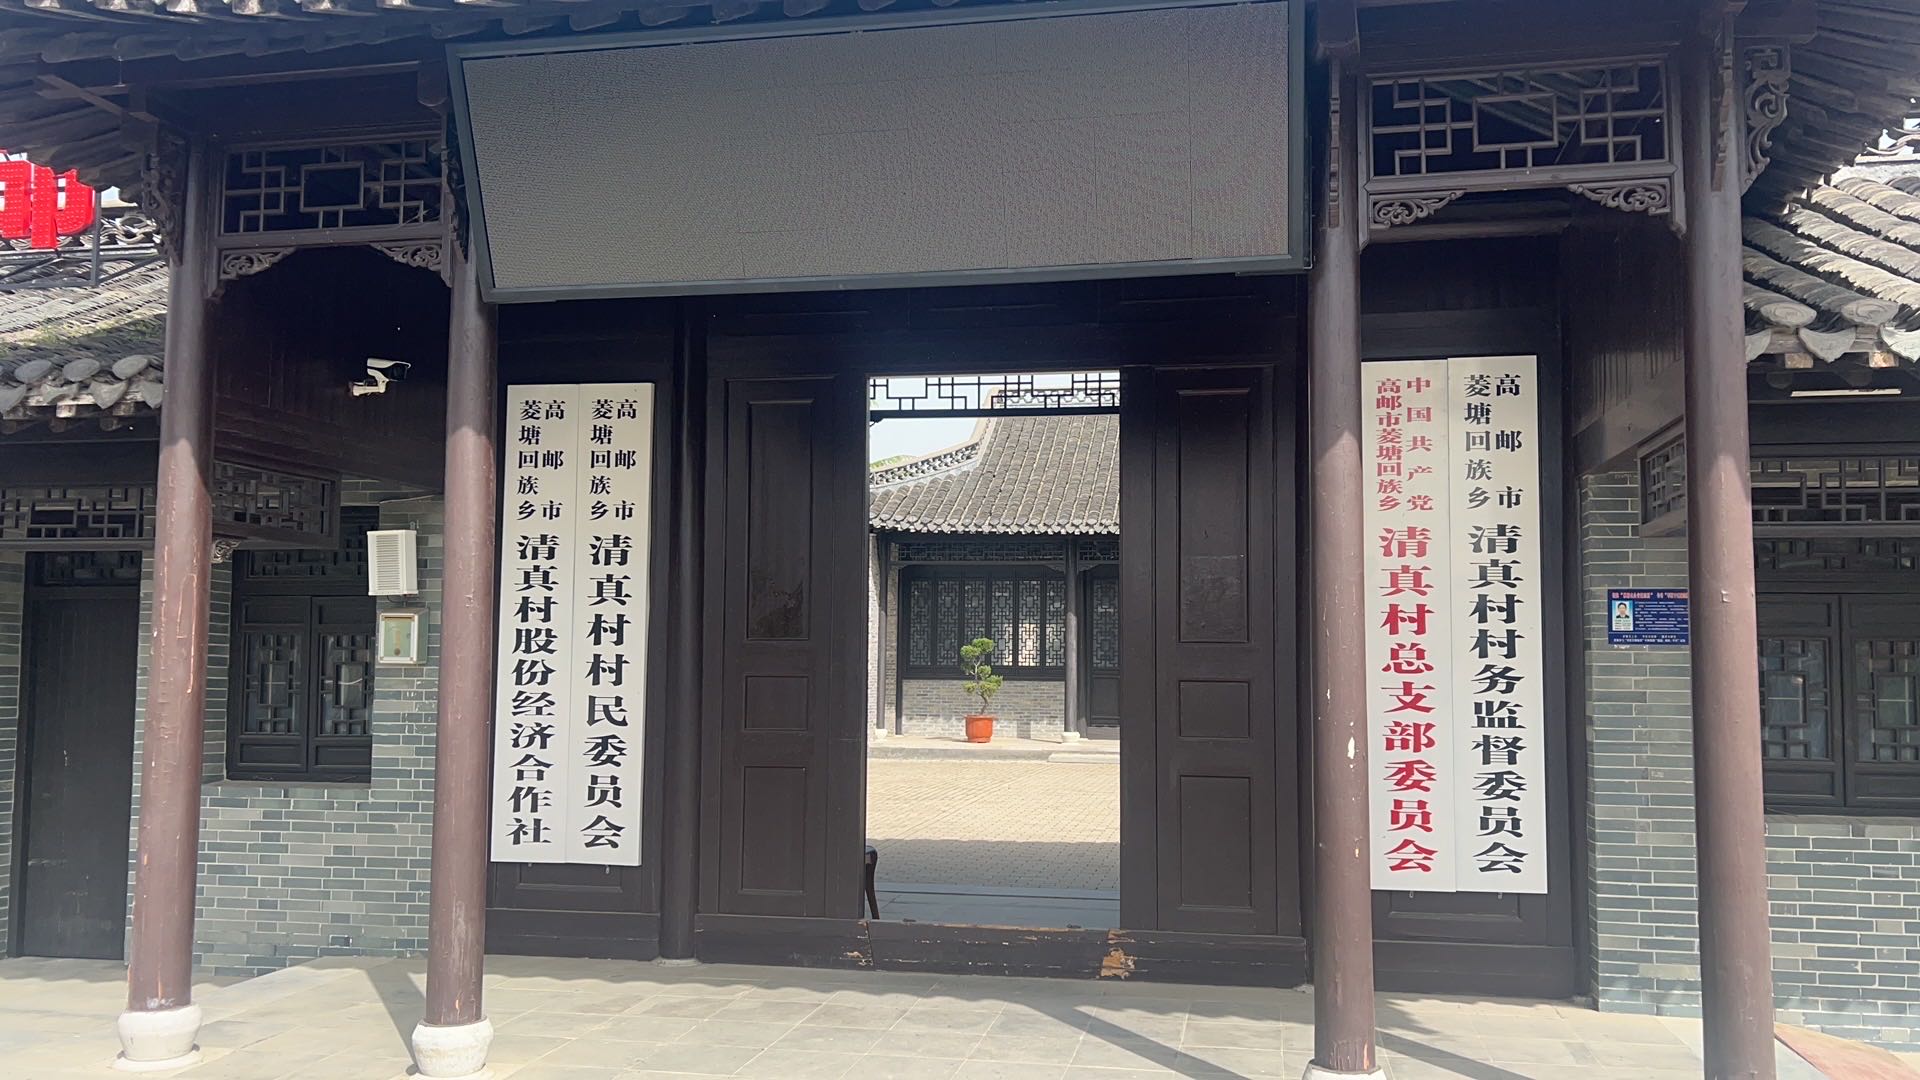 高邮市
菱塘回族乡
清真村股份经济合作社
高邮市
菱塘回族乡
清真村村民委员会
中国共产党
高邮市菱塘回族乡
清真村总支部委员会
高邮市
菱塘回族乡
清真村村务监督委员会